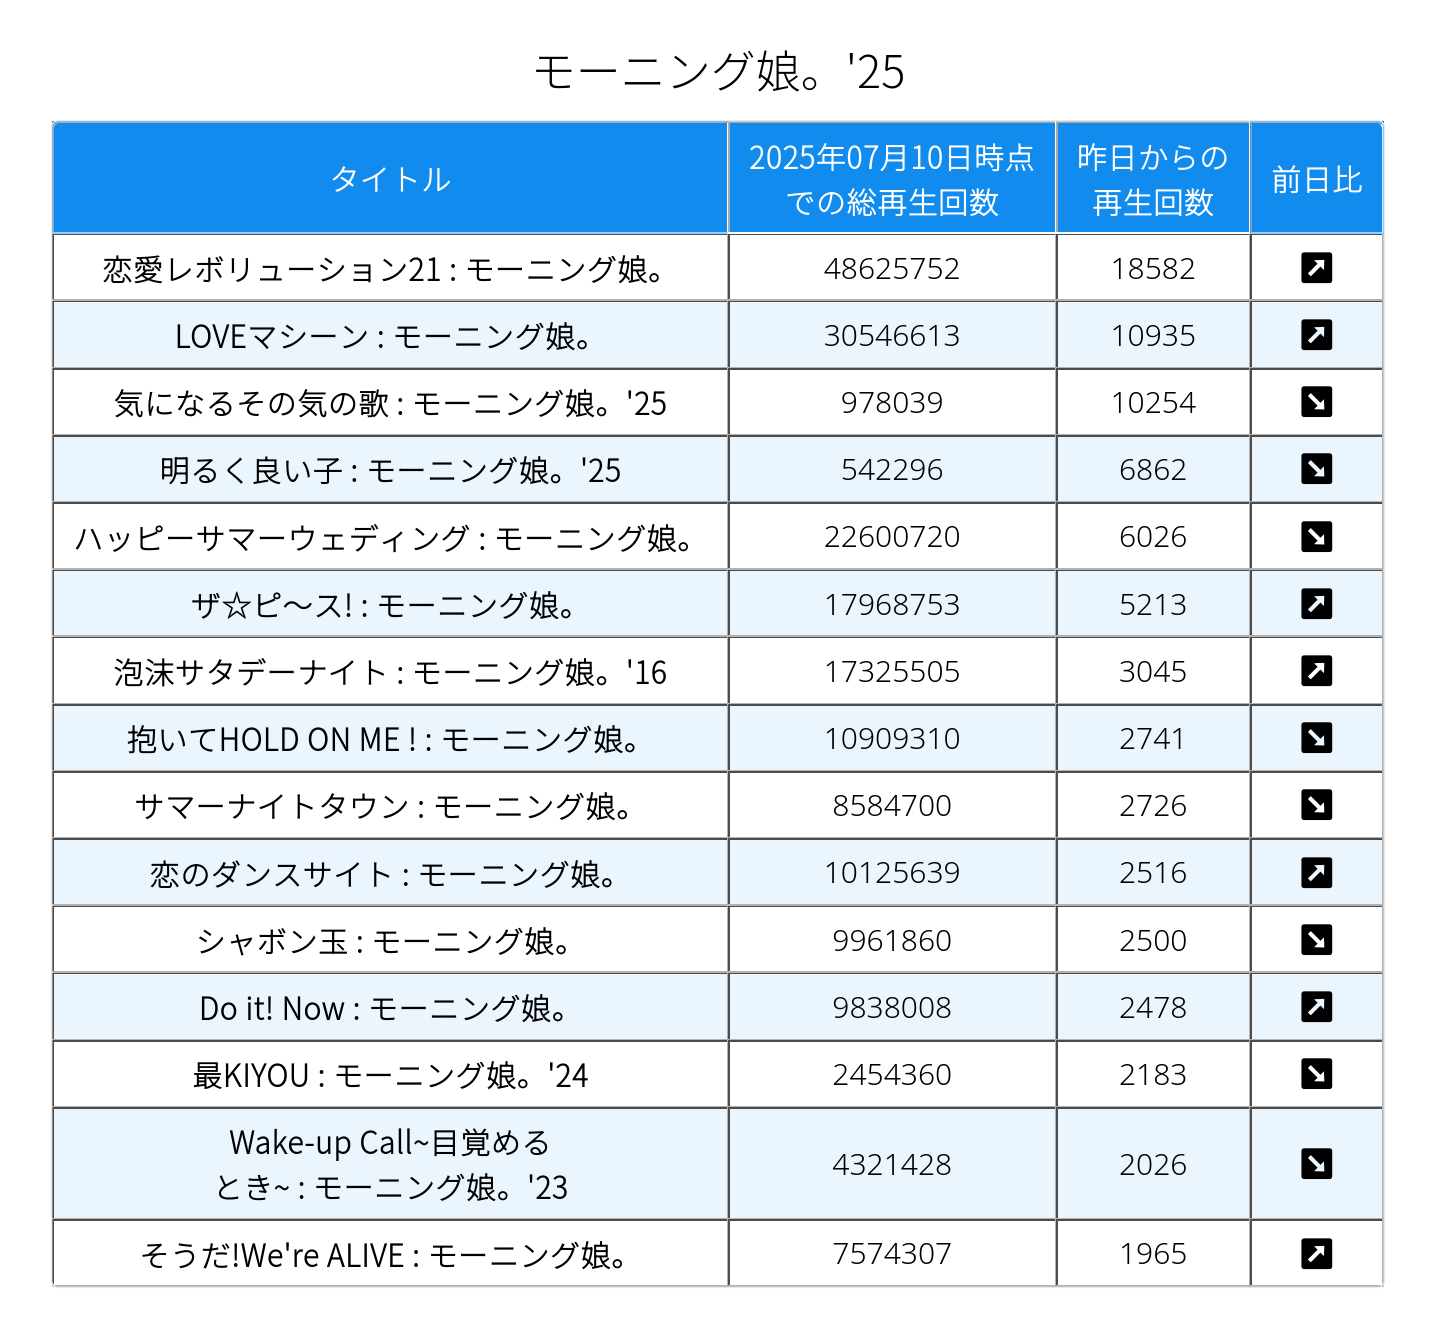 モーニング娘。'25
タイトル
2025年07月10日時点
での総再生回数
昨日からの
再生回数
前日比
恋愛レボリューション21 : モーニング娘。 48625752 18582 ↗
LOVEマシーン : モーニング娘。 30546613 10935 ↗
気になるその気の歌 : モーニング娘。'25 978039 10254 ↘
明るく良い子 : モーニング娘。'25 542296 6862 ↘
ハッピーサマーウェディング : モーニング娘。 22600720 6026 ↘
ザ☆ピ〜ス! : モーニング娘。 17968753 5213 ↗
泡沫サタデーナイト : モーニング娘。'16 17325505 3045 ↗
抱いてHOLD ON ME ! : モーニング娘。 10909310 2741 ↘
サマーナイトタウン : モーニング娘。 8584700 2726 ↘
恋のダンスサイト : モーニング娘。 10125639 2516 ↗
シャボン玉 : モーニング娘。 9961860 2500 ↘
Do it! Now : モーニング娘。 9838008 2478 ↗
最KIYOU : モーニング娘。'24 2454360 2183 ↘
Wake-up Call~目覚める
とき~ : モーニング娘。'23 4321428 2026 ↘
そうだ!We're ALIVE : モーニング娘。 7574307 1965 ↗